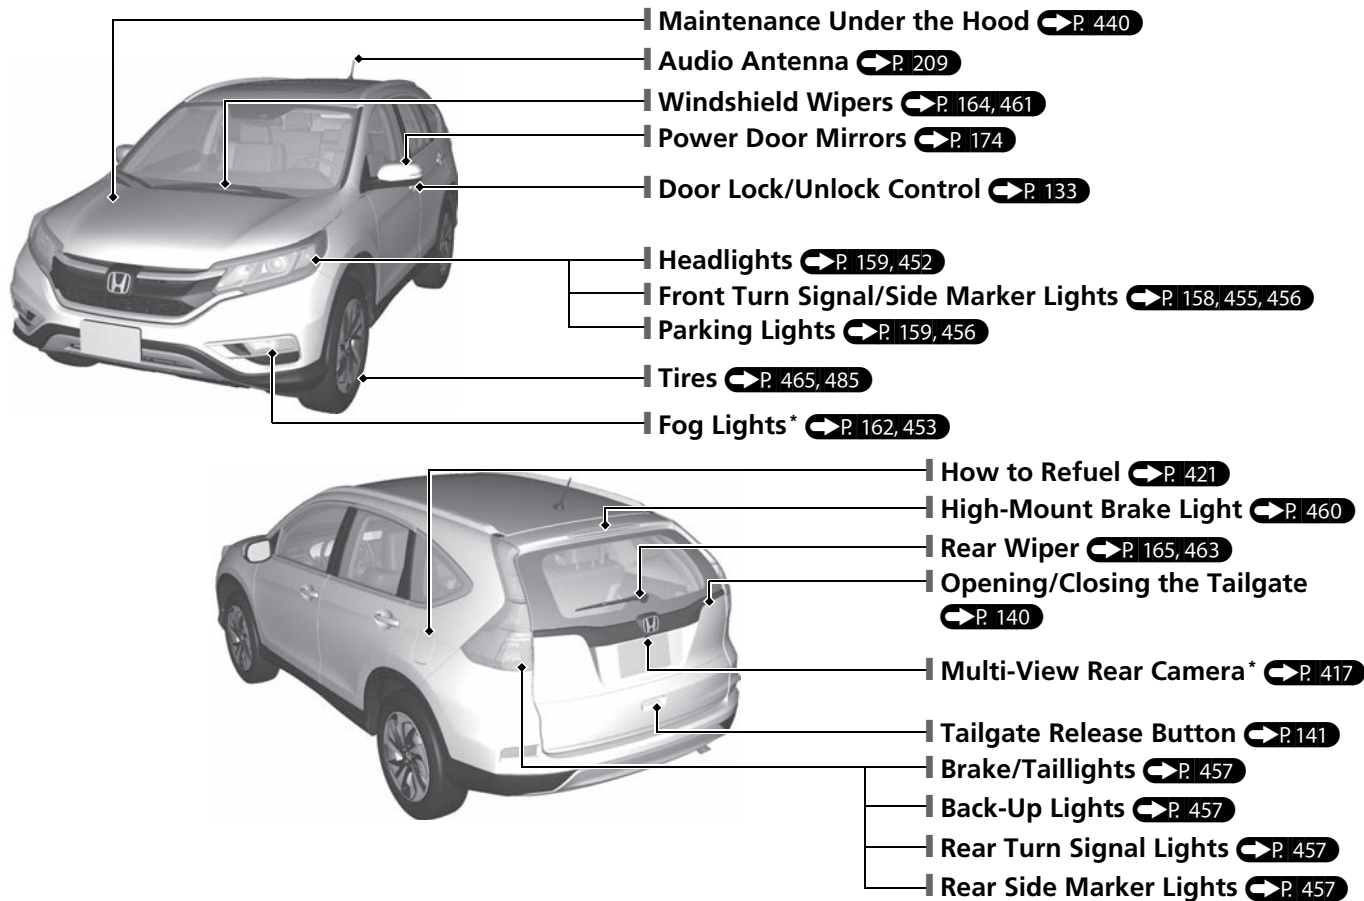 Maintenance Under the Hood P. 440
Audio Antenna P. 209
Windshield Wipers P. 164, 461
Power Door Mirrors P. 174
Door Lock/Unlock Control P. 133
Headlights P. 159, 452
Front Turn Signal/Side Marker Lights P. 158, 455, 456
Parking Lights P. 159, 456
Tires P. 465, 485
Fog Lights* P. 162, 453
How to Refuel P. 421
High-Mount Brake Light P. 460
Rear Wiper P. 165, 463
Opening/Closing the Tailgate
P. 140
Multi-View Rear Camera* P. 417
Tailgate Release Button P. 141
Brake/Taillights P. 457
Back-Up Lights P. 457
Rear Turn Signal Lights P. 457
Rear Side Marker Lights P. 457